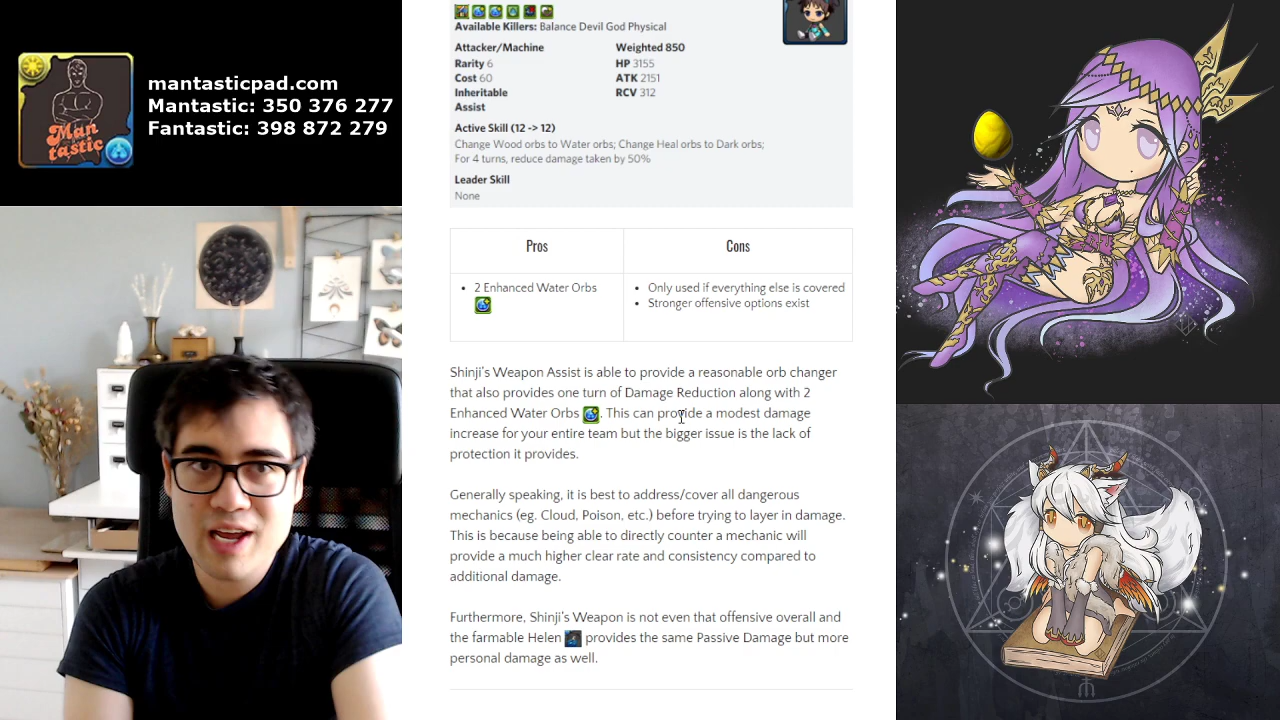 Man
tastic
mantasticpad.com
Mantastic: 350 376 277
Fantastic: 398 872 279
Available Killers: Balance Devil God Physical
Attacker/Machine
Weighted 850
Rarity 6
HP 3155
Cost 60
ATK 2151
Inheritable
RCV 312
Assist
Active Skill (12 -> 12)
Change Wood orbs to Water orbs; Change Heal orbs to Dark orbs;
For 4 turns, reduce damage taken by 50%
Leader Skill
None
Pros
Cons
• 2 Enhanced Water Orbs
• Only used if everything else is covered
• Stronger offensive options exist
Shinji's Weapon Assist is able to provide a reasonable orb changer
that also provides one turn of Damage Reduction along with 2
Enhanced Water Orbs . This can provide a modest damage
increase for your entire team but the bigger issue is the lack of
protection it provides.
Generally speaking, it is best to address/cover all dangerous
mechanics (eg. Cloud, Poison, etc.) before trying to layer in damage.
This is because being able to directly counter a mechanic will
provide a much higher clear rate and consistency compared to
additional damage.
Furthermore, Shinji's Weapon is not even that offensive overall and
the farmable Helen provides the same Passive Damage but more
personal damage as well.